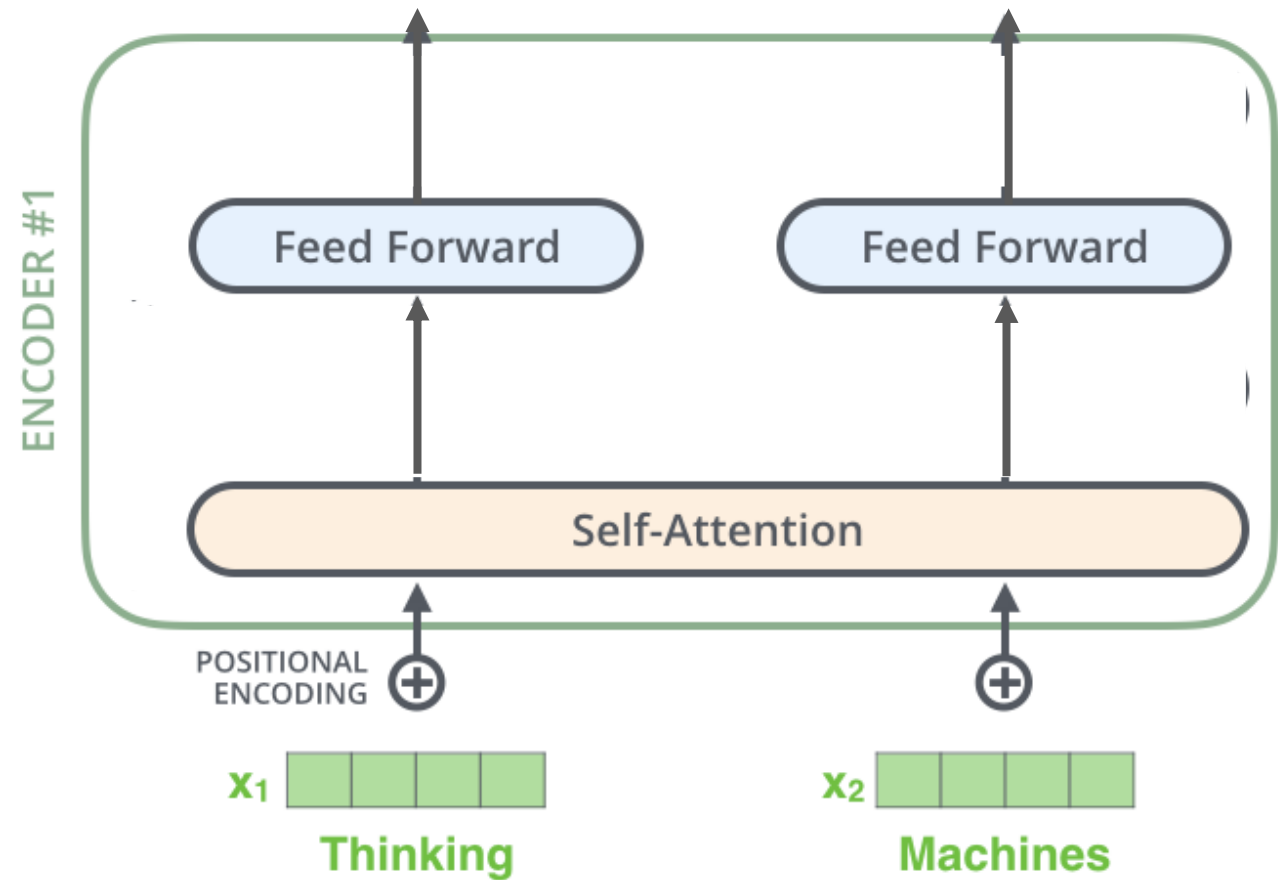 ENCODER #1
Feed Forward
Feed Forward
Self-Attention
POSITIONAL
ENCODING
x₁
x₂
Thinking
Machines